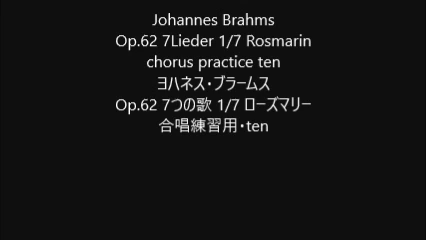 Johannes Brahms
Op.62 7Lieder 1/7 Rosmarin
chorus practice ten
ヨハネス・ブラームス
Op.62 7つの歌 1/7 ローズマリー
合唱練習用・ten